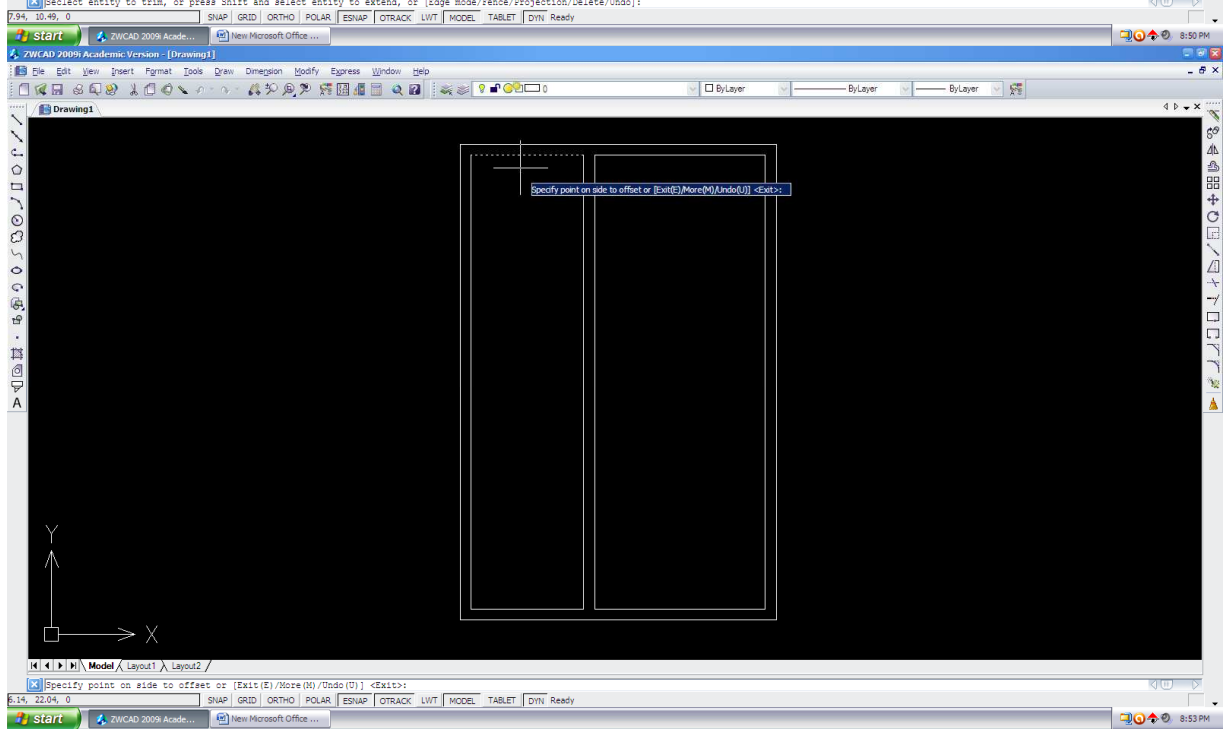 Seclect entity to trim, or press Shift and select entity to extend, or [Edge mode/Fence/Projection/Delete/Undo]:
7.94, 10.49, 0 SNAP GRID ORTHO POLAR ESNAP OTRACK LWT MODEL TABLET DYN Ready
start ZWCAD 2009i Acade... New Microsoft Office ... 8:50 PM
ZWCAD 2009i Academic Version - [Drawing1]
File Edit View Insert Format Tools Draw Dimension Modify Express Window Help
0 ByLayer ByLayer ByLayer
Drawing1
Specify point on side to offset or [Exit(E)/More(M)/Undo(U)] <Exit>:
A
Y
X
Model Layout1 Layout2
Specify point on side to offset or [Exit(E)/More(M)/Undo(U)] <Exit>:
6.14, 22.04, 0 SNAP GRID ORTHO POLAR ESNAP OTRACK LWT MODEL TABLET DYN Ready
start ZWCAD 2009i Acade... New Microsoft Office ... 8:53 PM